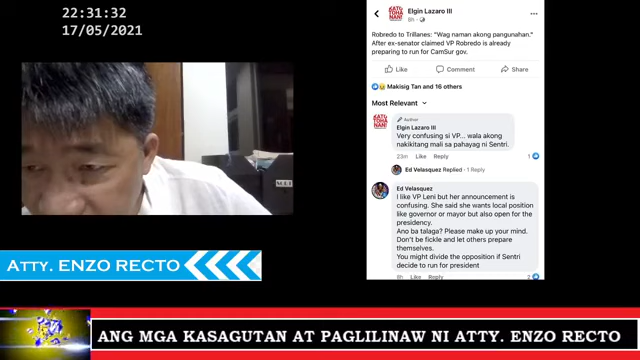 22:31:32
17/05/2021
ATTY. ENZO RECTO
KATO
TOHA
NAN!
Elgin Lazaro III
8h
Robredo to Trillanes: "Wag naman akong pangunahan."
After ex-senator claimed VP Robredo is already
preparing to run for CamSur gov.
Like Comment Share
Makisig Tan and 16 others
Most Relevant
Author
Elgin Lazaro III
Very confusing si VP... wala akong
nakikitang mali sa pahayag ni Sentri.
23m Like Reply 1
Ed Velasquez Replied · 1 Reply
Ed Velasquez
I like VP Leni but her announcement is
confusing. She said she wants local position
like governor or mayor but also open for the
presidency.
Ano ba talaga? Please make up your mind.
Don't be fickle and let others prepare
themselves.
You might divide the opposition if Sentri
decide to run for president
8h Like Reply 2
ANG MGA KASAGUTAN AT PAGLILINAW NI ATTY. ENZO RECTO